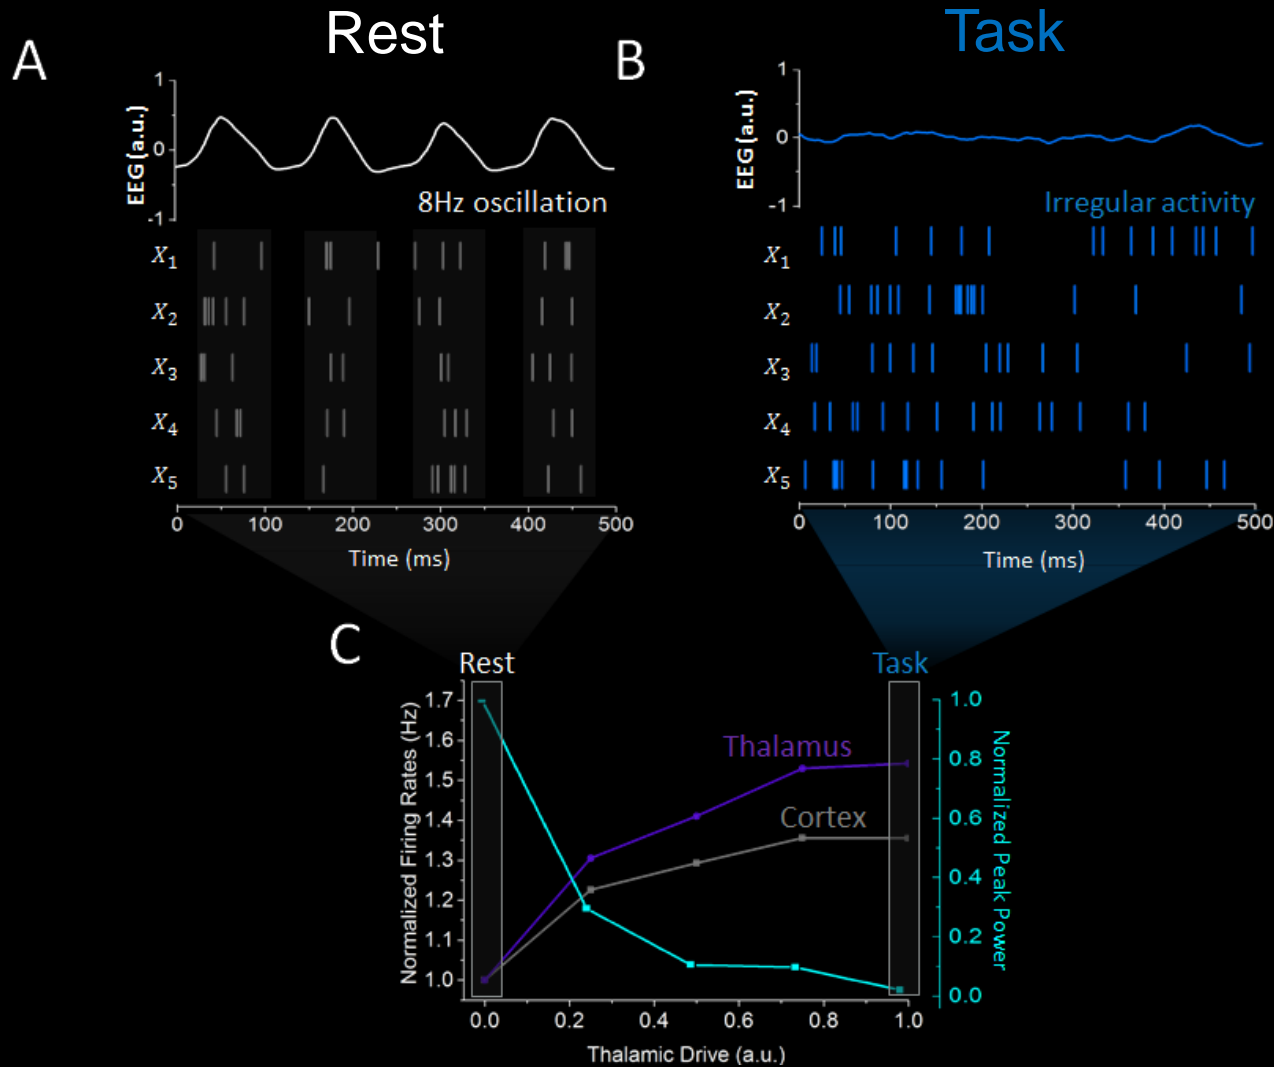 Rest
Task
A
B
EEG (a.u.)
1
0
-1
8Hz oscillation
X1
X2
X3
X4
X5
0 100 200 300 400 500
Time (ms)
EEG (a.u.)
1
0
-1
Irregular activity
X1
X2
X3
X4
X5
0 100 200 300 400 500
Time (ms)
C
Rest
Task
Normalized Firing Rates (Hz)
1.7
1.6
1.5
1.4
1.3
1.2
1.1
1.0
Thalamus
Cortex
1.0
0.8
0.6
0.4
0.2
0.0
Normalized Peak Power
0.0 0.2 0.4 0.6 0.8 1.0
Thalamic Drive (a.u.)